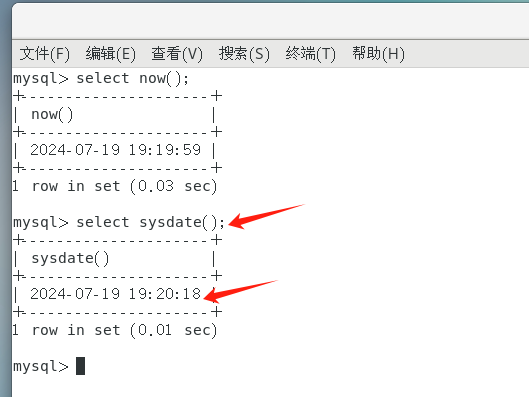 文件(F) 编辑(E) 查看(V) 搜索(S) 终端(T) 帮助(H)
mysql> select now();
+---------------------+
| now()               |
+---------------------+
| 2024-07-19 19:19:59 |
+---------------------+
1 row in set (0.03 sec)
mysql> select sysdate();
+---------------------+
| sysdate()           |
+---------------------+
| 2024-07-19 19:20:18 |
+---------------------+
1 row in set (0.01 sec)
mysql>